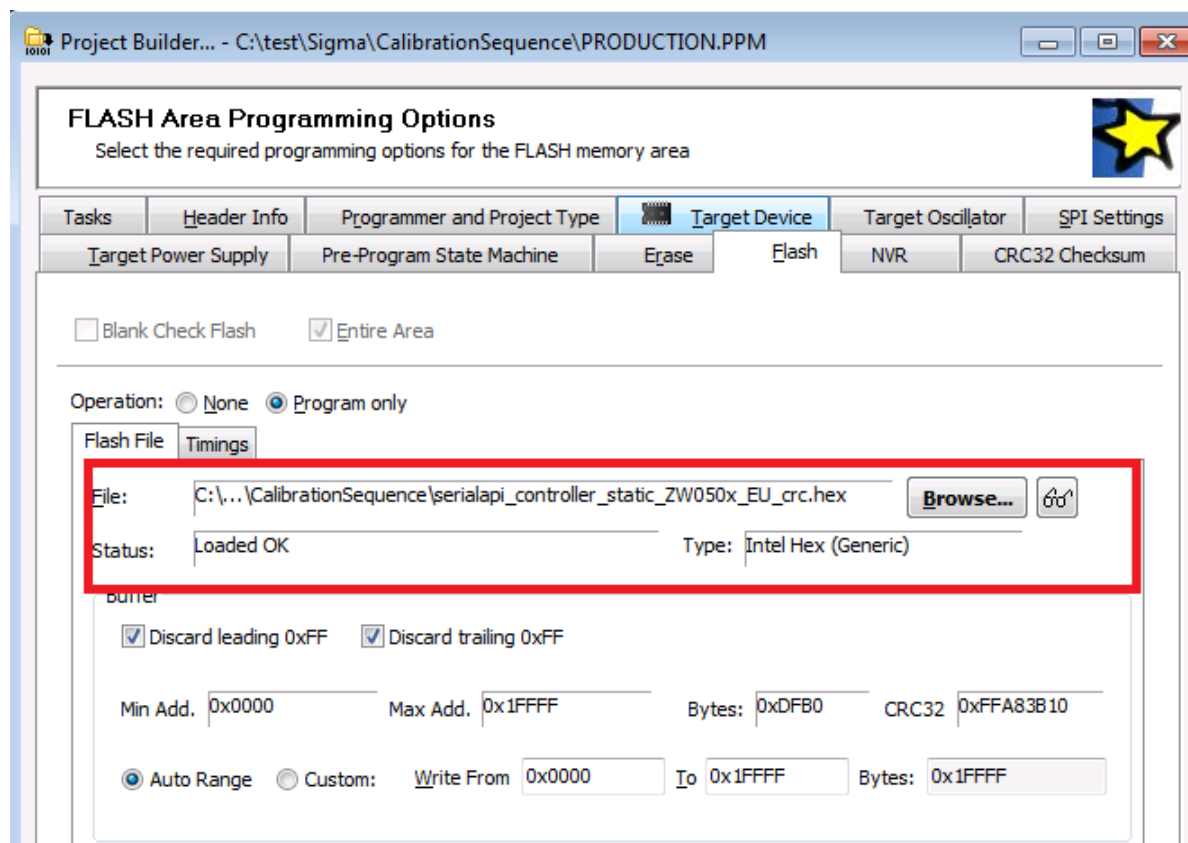 Project Builder... - C:\test\Sigma\CalibrationSequence\PRODUCTION.PPM
FLASH Area Programming Options
Select the required programming options for the FLASH memory area
Tasks Header Info Programmer and Project Type Target Device Target Oscillator SPI Settings
Target Power Supply Pre-Program State Machine Erase Flash NVR CRC32 Checksum
Blank Check Flash Entire Area
Operation: None Program only
Flash File Timings
File: C:\...\CalibrationSequence\serialapi_controller_static_ZW050x_EU_crc.hex Browse...
Status: Loaded OK Type: Intel Hex (Generic)
Buffer
Discard leading 0xFF Discard trailing 0xFF
Min Add. 0x0000 Max Add. 0x1FFFF Bytes: 0xDFB0 CRC32 0xFFA83B10
Auto Range Custom: Write From 0x0000 To 0x1FFFF Bytes: 0x1FFFF